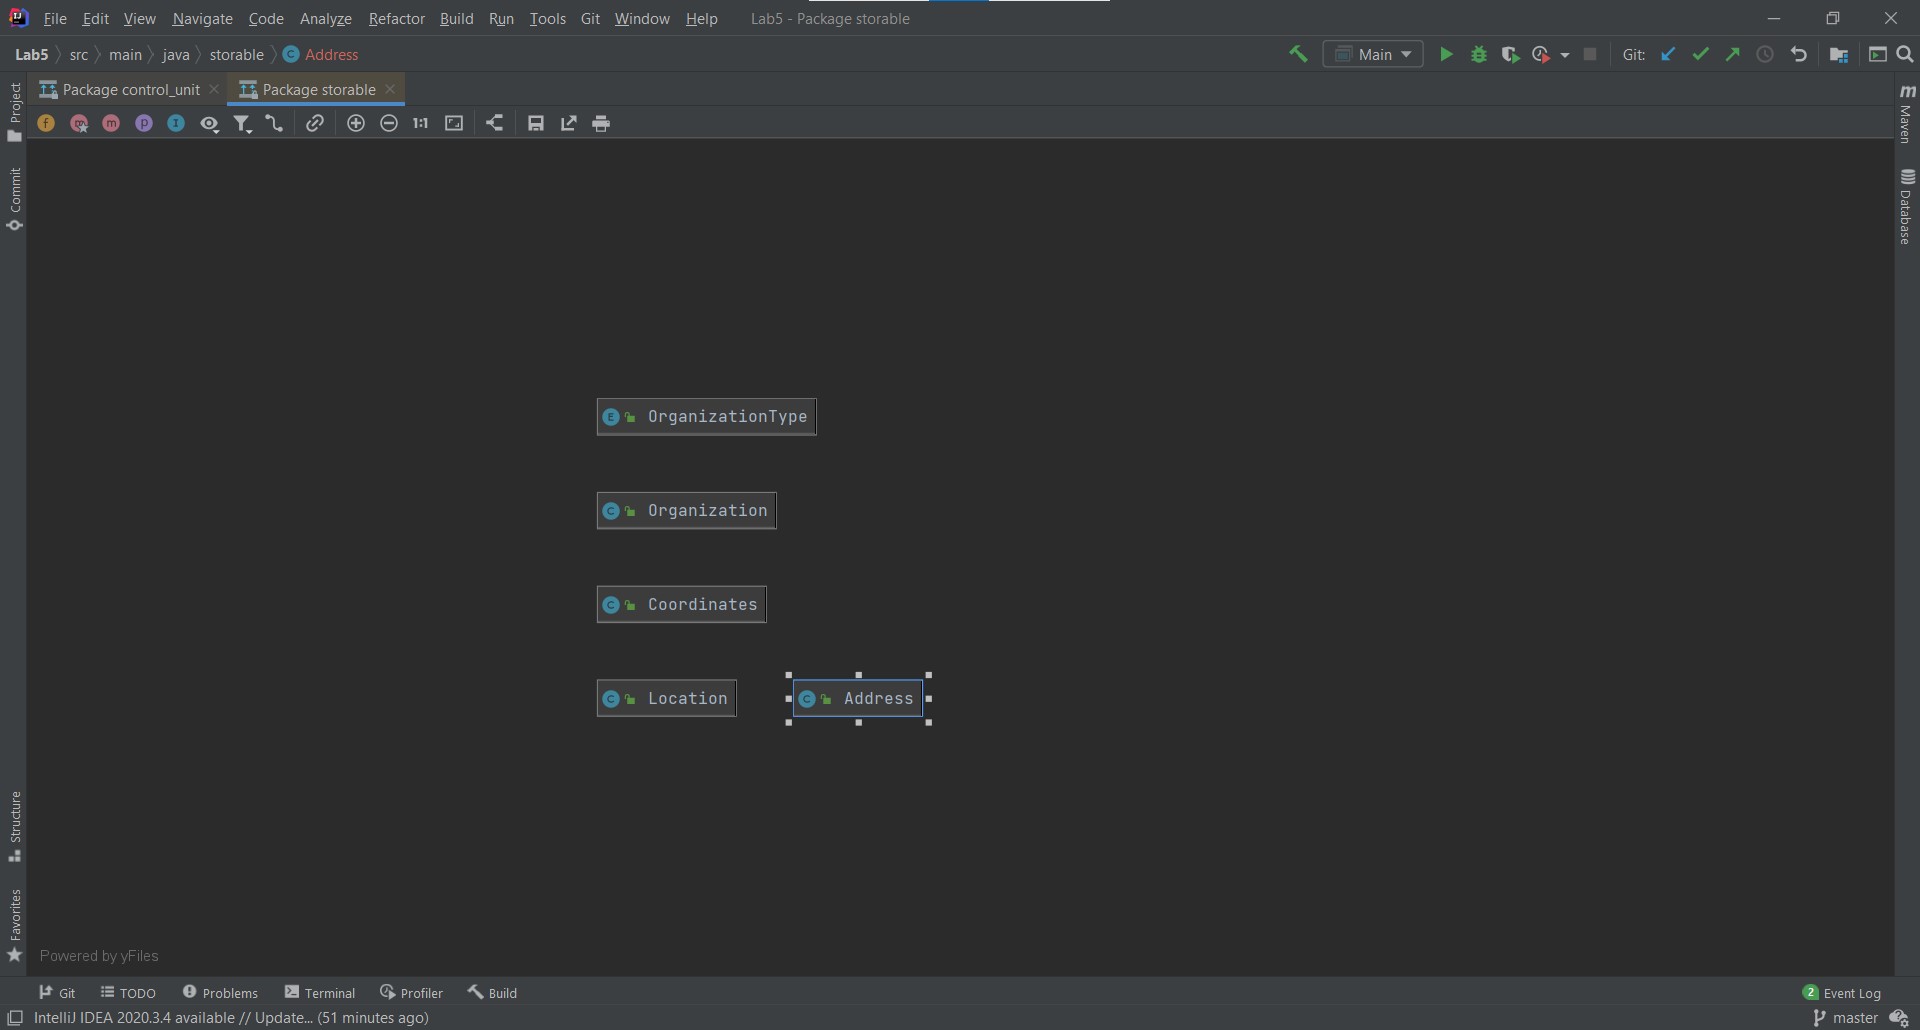 File Edit View Navigate Code Analyze Refactor Build Run Tools Git Window Help Lab5 - Package storable
Lab5 src main java storable C Address Main Git:
Package control_unit Package storable
f m m p I 1:1
Project
Commit
Structure
Favorites
m Maven
Database
E OrganizationType
C Organization
C Coordinates
C Location C Address
Powered by yFiles
Git TODO Problems Terminal Profiler Build 2 Event Log
IntelliJ IDEA 2020.3.4 available // Update... (51 minutes ago) master